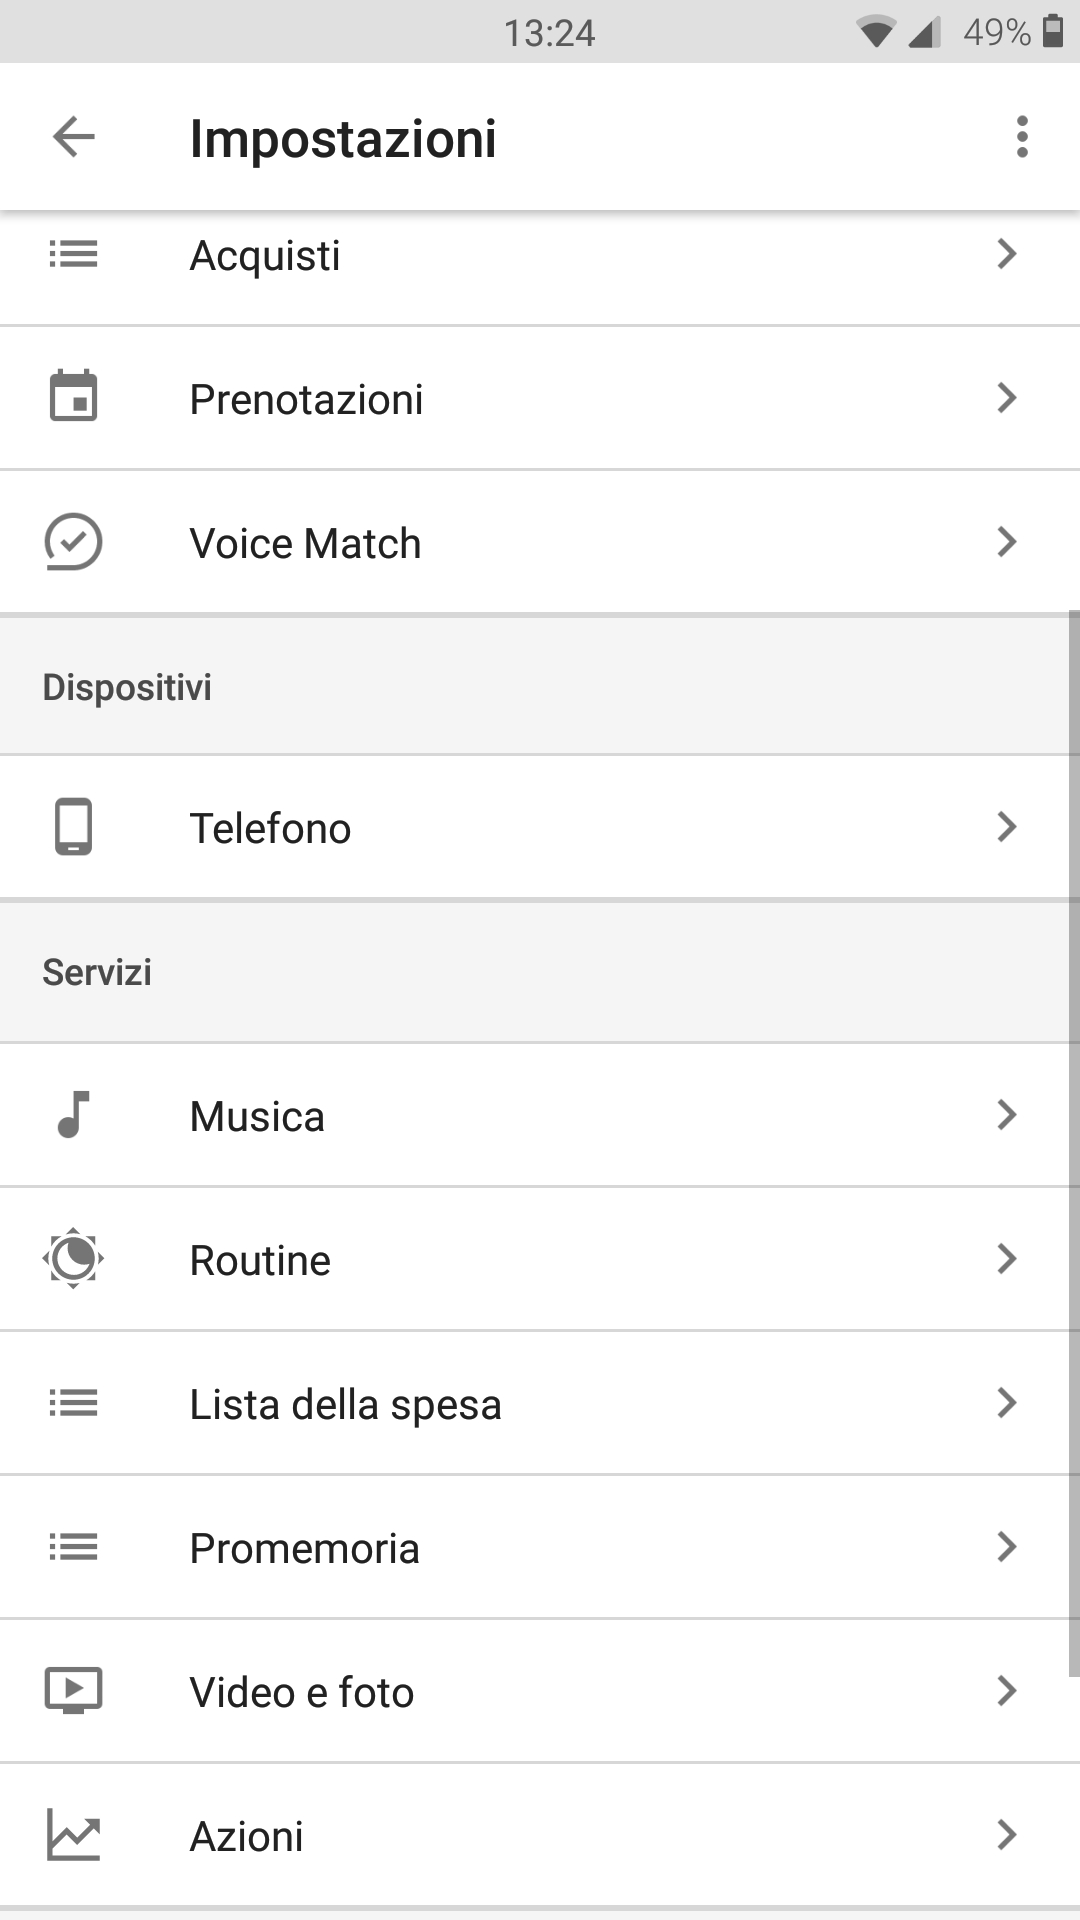 13:24
49%
Impostazioni
Acquisti
Prenotazioni
Voice Match
Dispositivi
Telefono
Servizi
Musica
Routine
Lista della spesa
Promemoria
Video e foto
Azioni